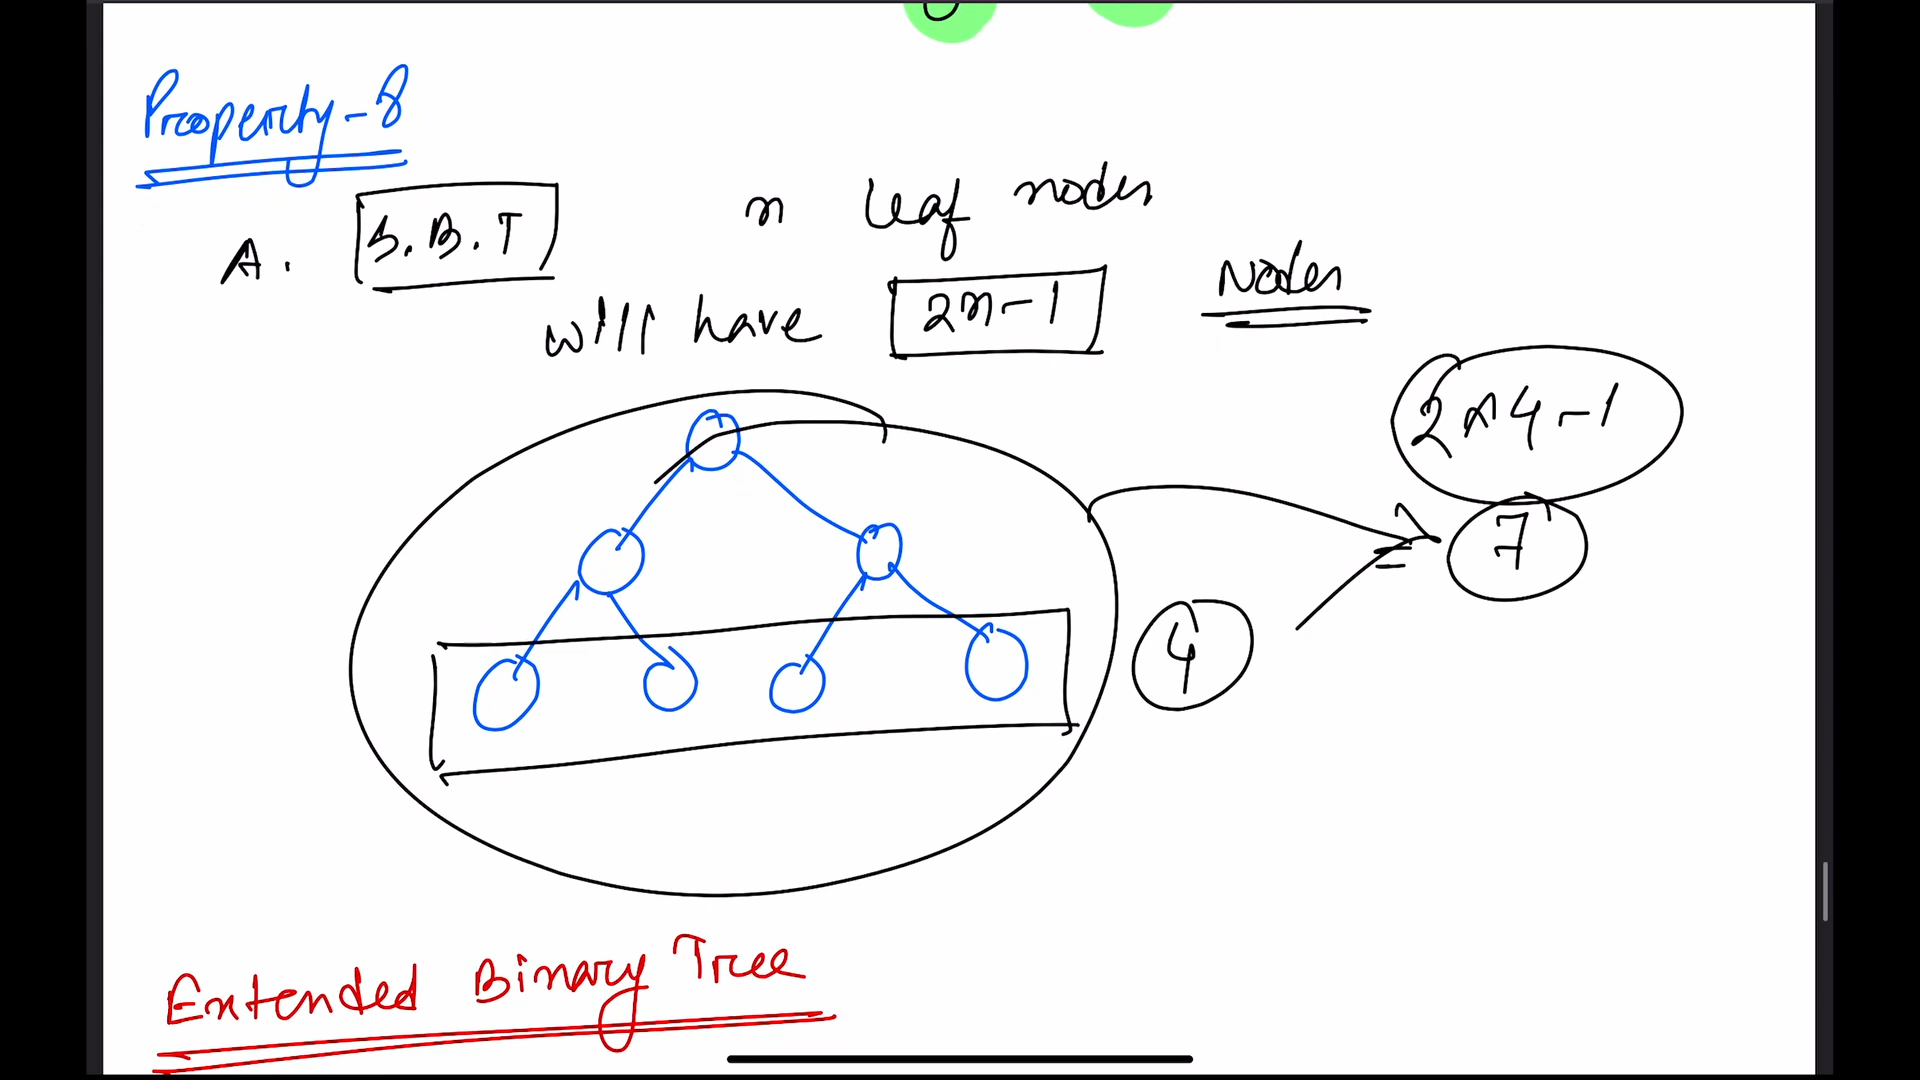 Property-8
A. S.B.T n leaf nodes
will have 2n-1 Nodes
2×4-1
7
4
Extended Binary Tree